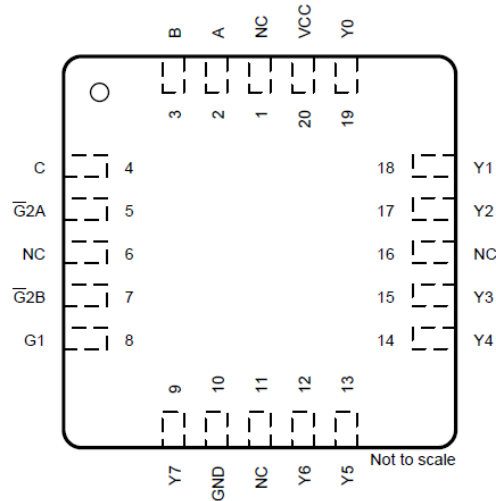 B A NC VCC Y0
3 2 1 20 19
C 4 18 Y1
G̅2A 5 17 Y2
NC 6 16 NC
G̅2B 7 15 Y3
G1 8 14 Y4
9 10 11 12 13
Y7 GND NC Y6 Y5
Not to scale